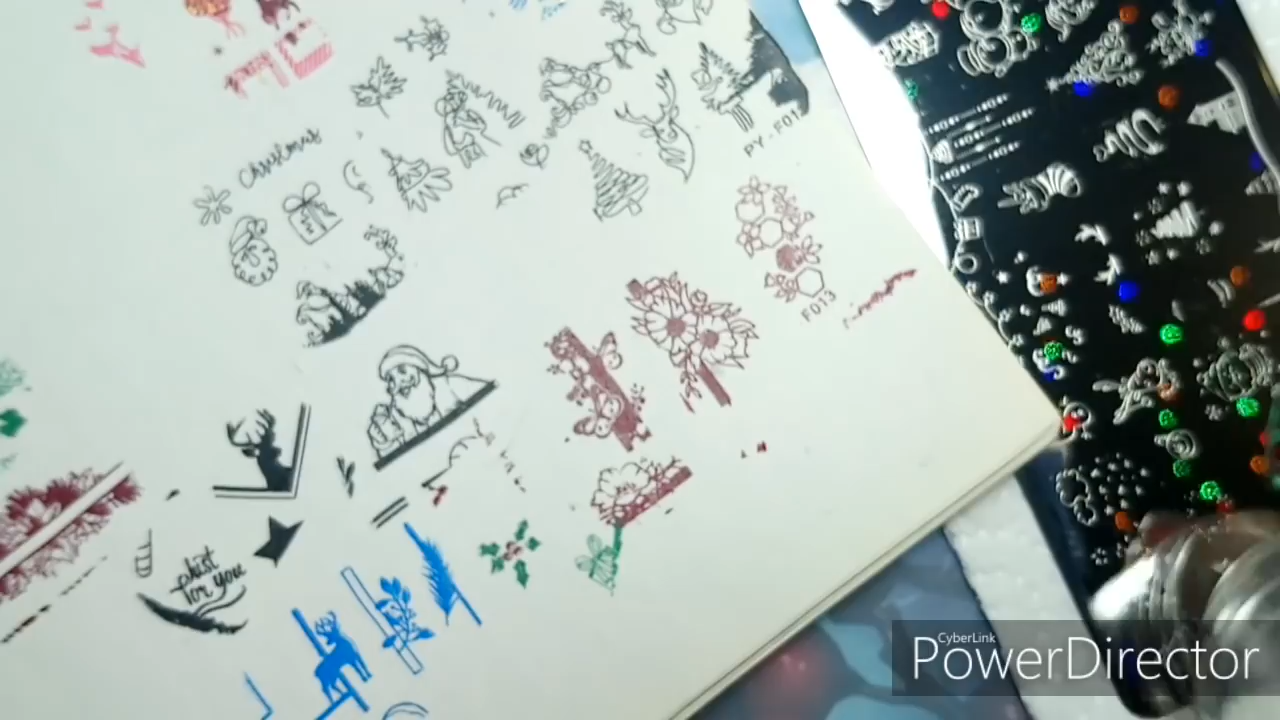 Christmas
PY-F01
F013
Just
for you
CyberLink
PowerDirector